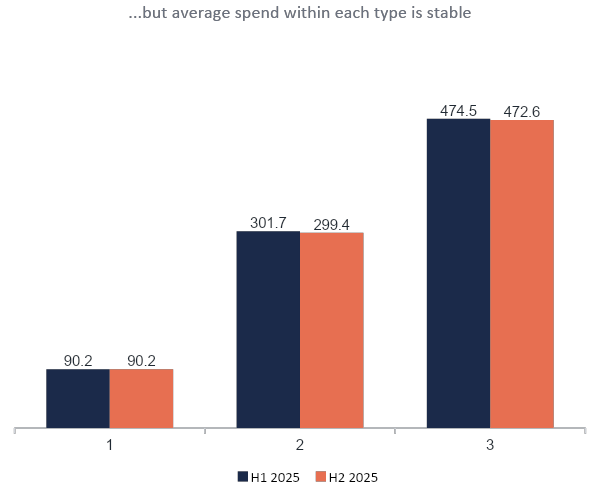 ...but average spend within each type is stable
474.5 472.6
301.7 299.4
90.2 90.2
1 2 3
H1 2025 H2 2025